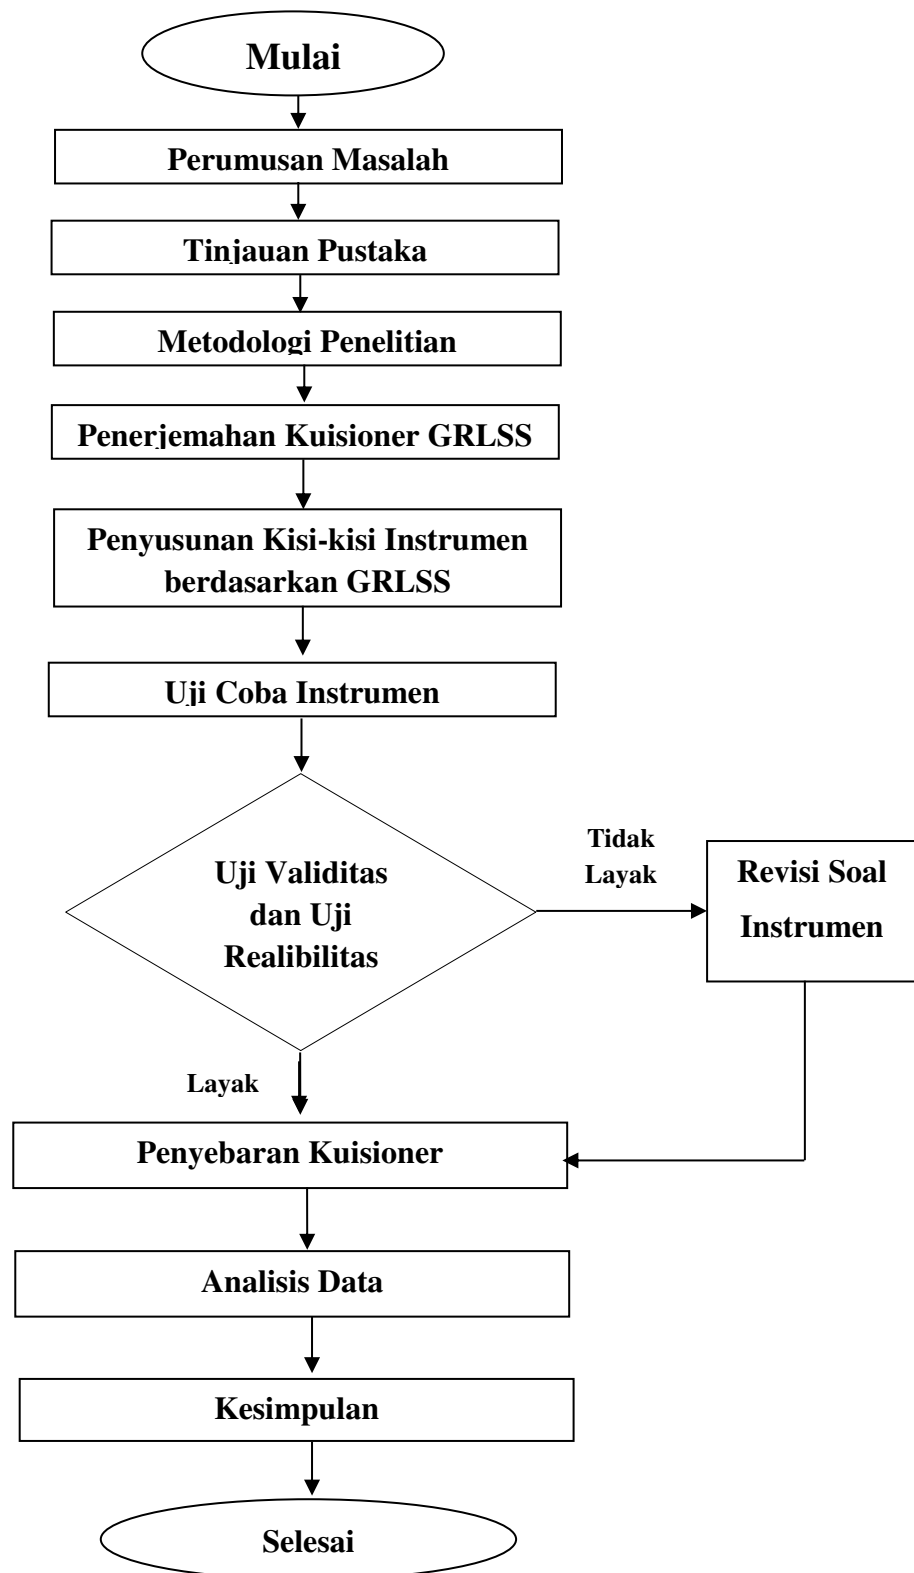 Mulai
Perumusan Masalah
Tinjauan Pustaka
Metodologi Penelitian
Penerjemahan Kuisioner GRLSS
Penyusunan Kisi-kisi Instrumen
berdasarkan GRLSS
Uji Coba Instrumen
Uji Validitas
dan Uji
Realibilitas
Tidak
Layak
Revisi Soal
Instrumen
Layak
Penyebaran Kuisioner
Analisis Data
Kesimpulan
Selesai